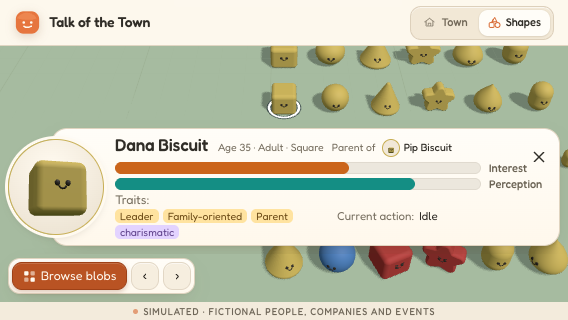 Talk of the Town
Town
Shapes
Dana Biscuit Age 35 · Adult · Square Parent of Pip Biscuit
Interest
Perception
Traits:
Leader Family-oriented Parent
charismatic
Current action: Idle
Browse blobs
SIMULATED · FICTIONAL PEOPLE, COMPANIES AND EVENTS